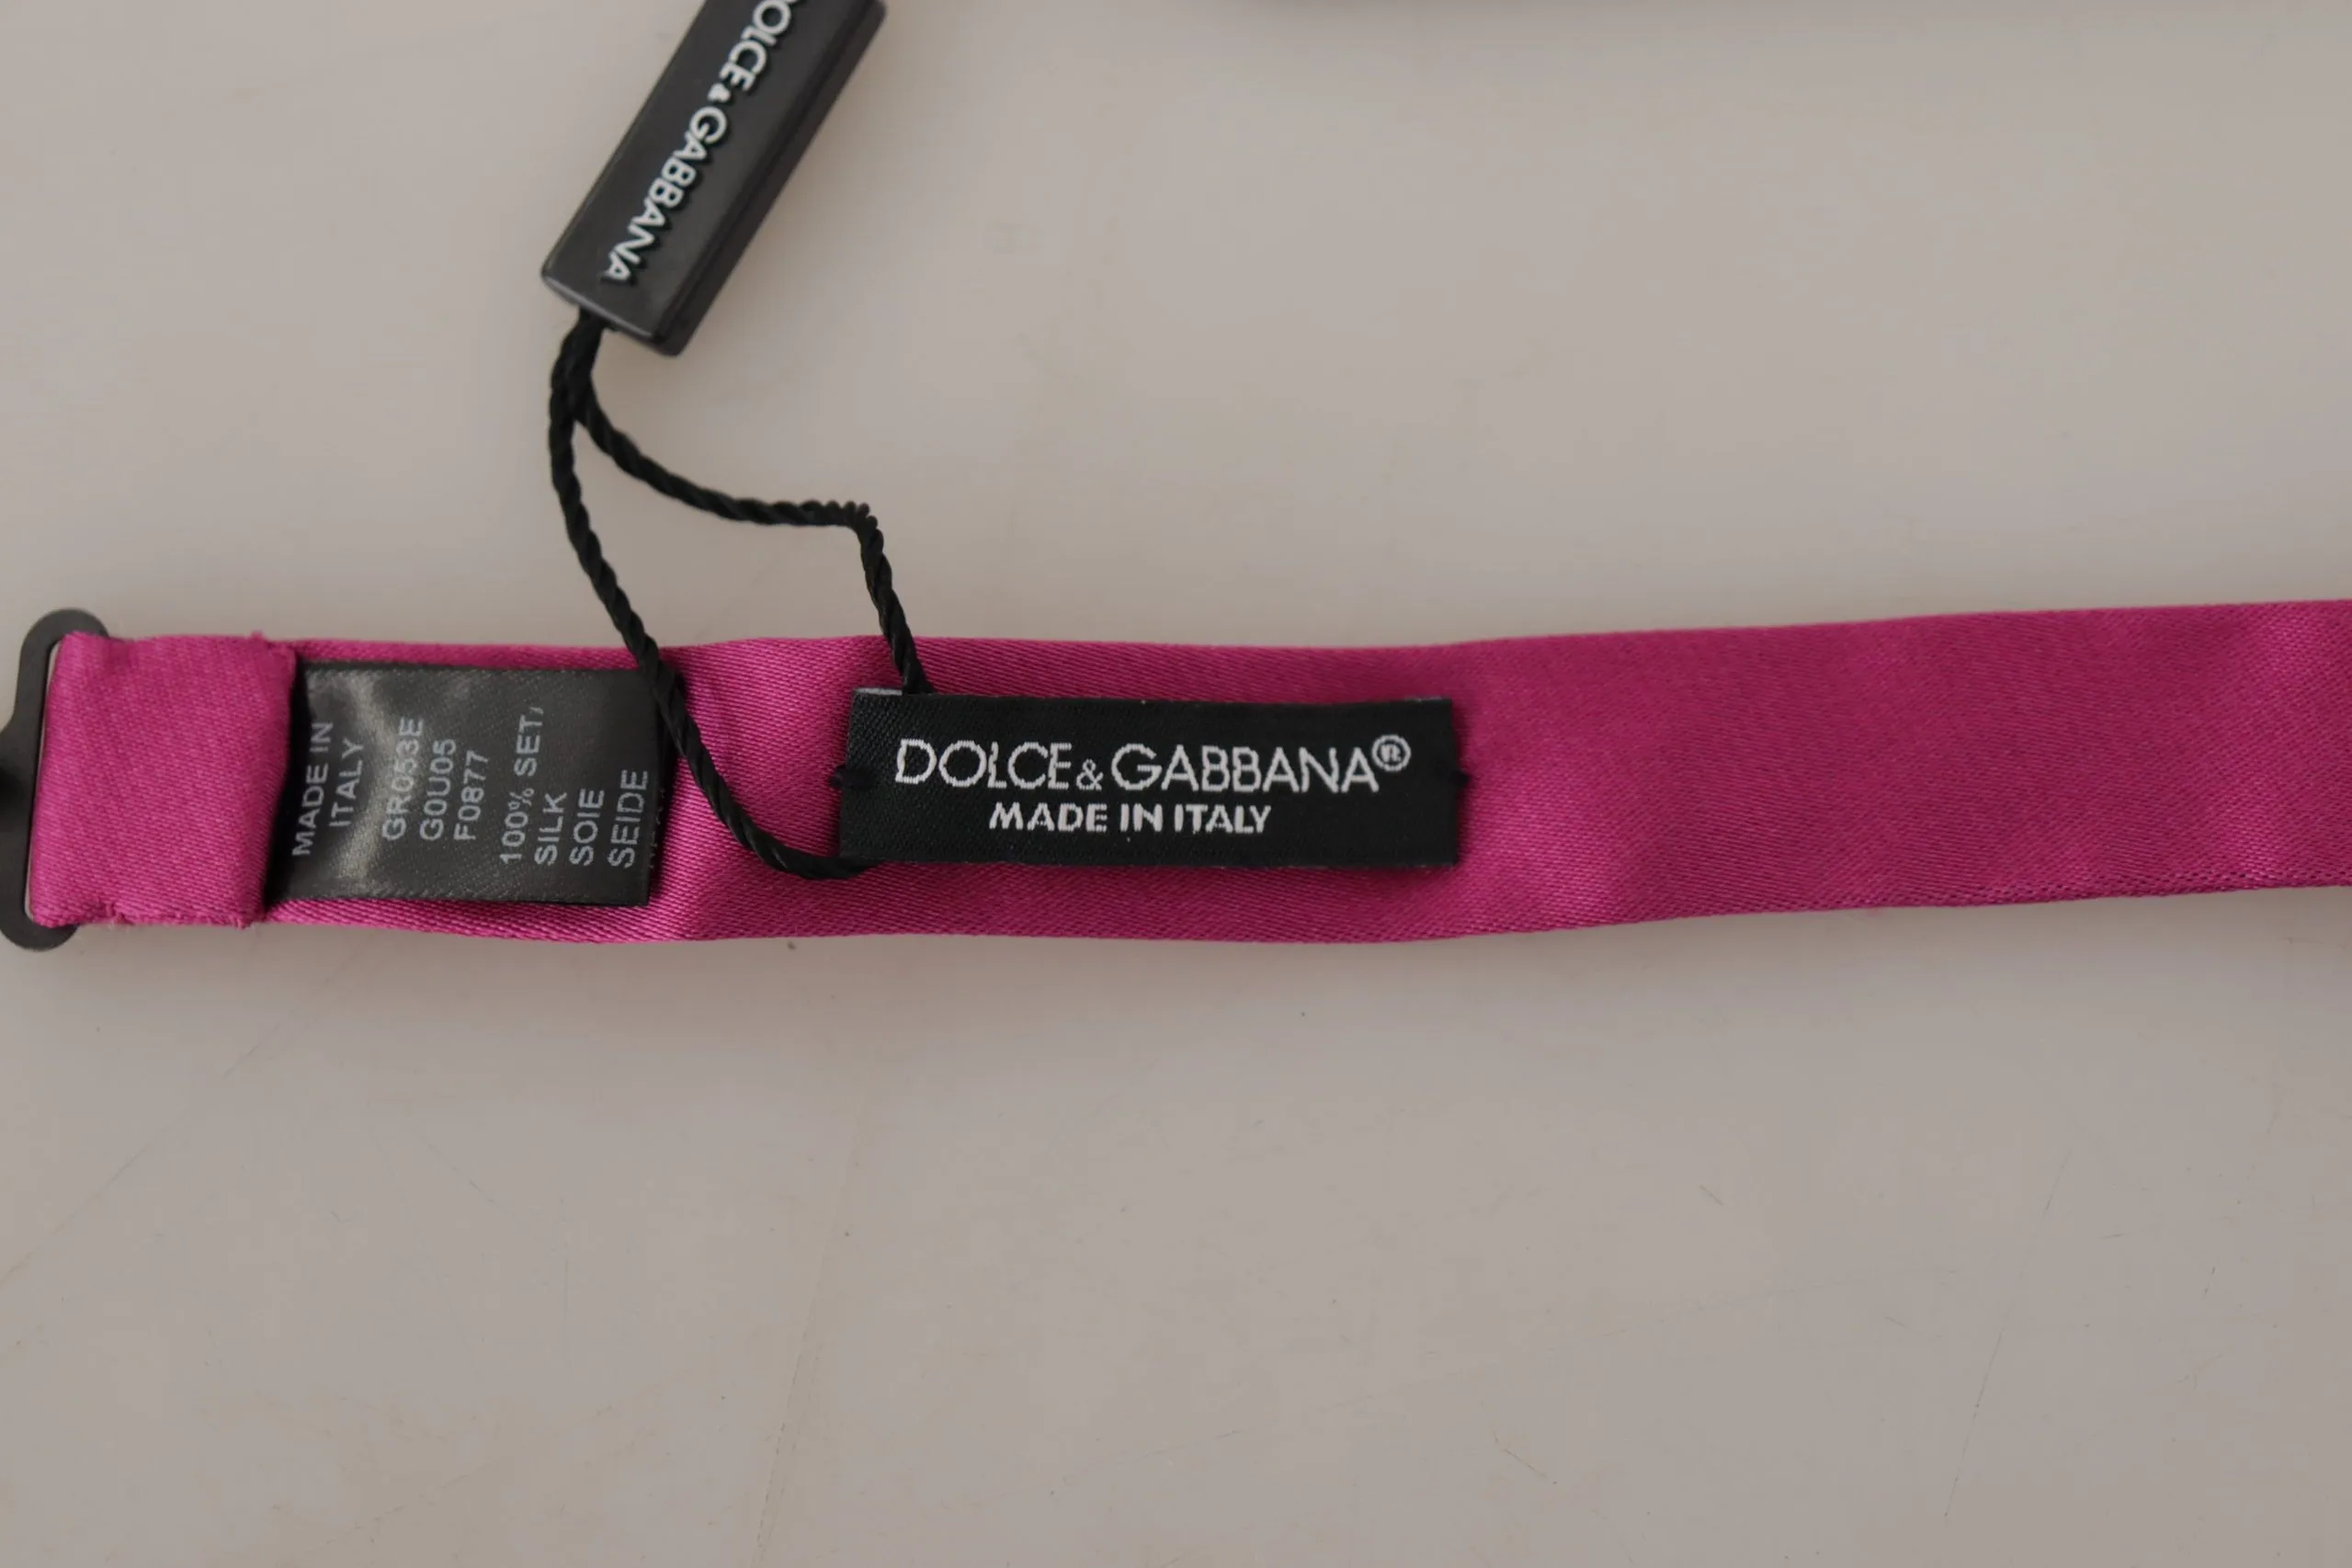 DOLCE&GABBANA
MADE IN
ITALY
GR053E
G0U05
F0877
100% SET,
SILK
SOIE
SEIDE
DOLCE&GABBANA®
MADE IN ITALY